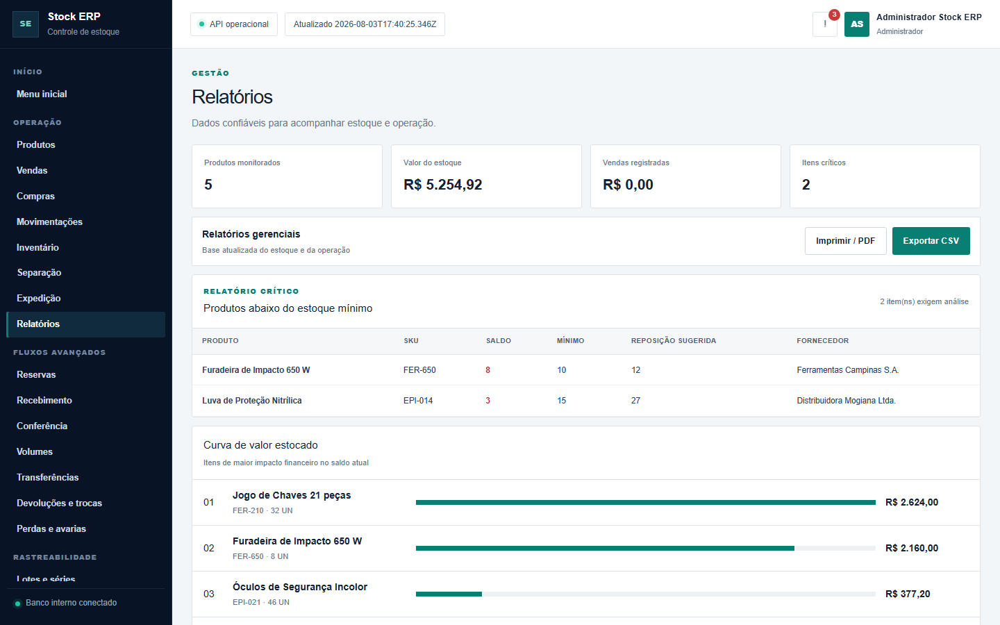 SE
Stock ERP
Controle de estoque
INÍCIO
Menu inicial
OPERAÇÃO
Produtos
Vendas
Compras
Movimentações
Inventário
Separação
Expedição
Relatórios
FLUXOS AVANÇADOS
Reservas
Recebimento
Conferência
Volumes
Transferências
Devoluções e trocas
Perdas e avarias
RASTREABILIDADE
Lotes e séries
Banco interno conectado
API operacional
Atualizado 2026-08-03T17:40:25.346Z
!
3
AS
Administrador Stock ERP
Administrador
GESTÃO
Relatórios
Dados confiáveis para acompanhar estoque e operação.
Produtos monitorados
5
Valor do estoque
R$ 5.254,92
Vendas registradas
R$ 0,00
Itens críticos
2
Relatórios gerenciais
Base atualizada do estoque e da operação
Imprimir / PDF
Exportar CSV
RELATÓRIO CRÍTICO
Produtos abaixo do estoque mínimo
2 item(ns) exigem análise
PRODUTO SKU SALDO MÍNIMO REPOSIÇÃO SUGERIDA FORNECEDOR
Furadeira de Impacto 650 W FER-650 8 10 12 Ferramentas Campinas S.A.
Luva de Proteção Nitrílica EPI-014 3 15 27 Distribuidora Mogiana Ltda.
Curva de valor estocado
Itens de maior impacto financeiro no saldo atual
01 Jogo de Chaves 21 peças R$ 2.624,00
FER-210 · 32 UN
02 Furadeira de Impacto 650 W R$ 2.160,00
FER-650 · 8 UN
03 Óculos de Segurança Incolor R$ 377,20
EPI-021 · 46 UN